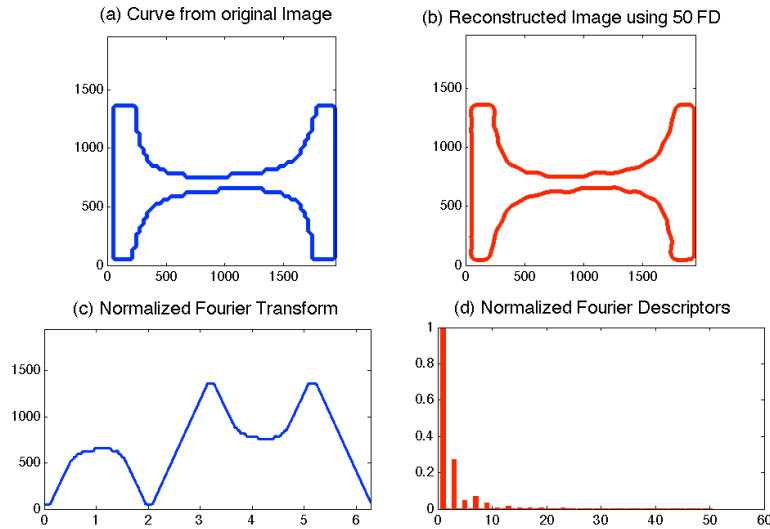 (a) Curve from original Image
1500
1000
500
0
0 500 1000 1500
(b) Reconstructed Image using 50 FD
1500
1000
500
0
0 500 1000 1500
(c) Normalized Fourier Transform
1500
1000
500
0
0 1 2 3 4 5 6
(d) Normalized Fourier Descriptors
1
0.8
0.6
0.4
0.2
0
0 10 20 30 40 50 60